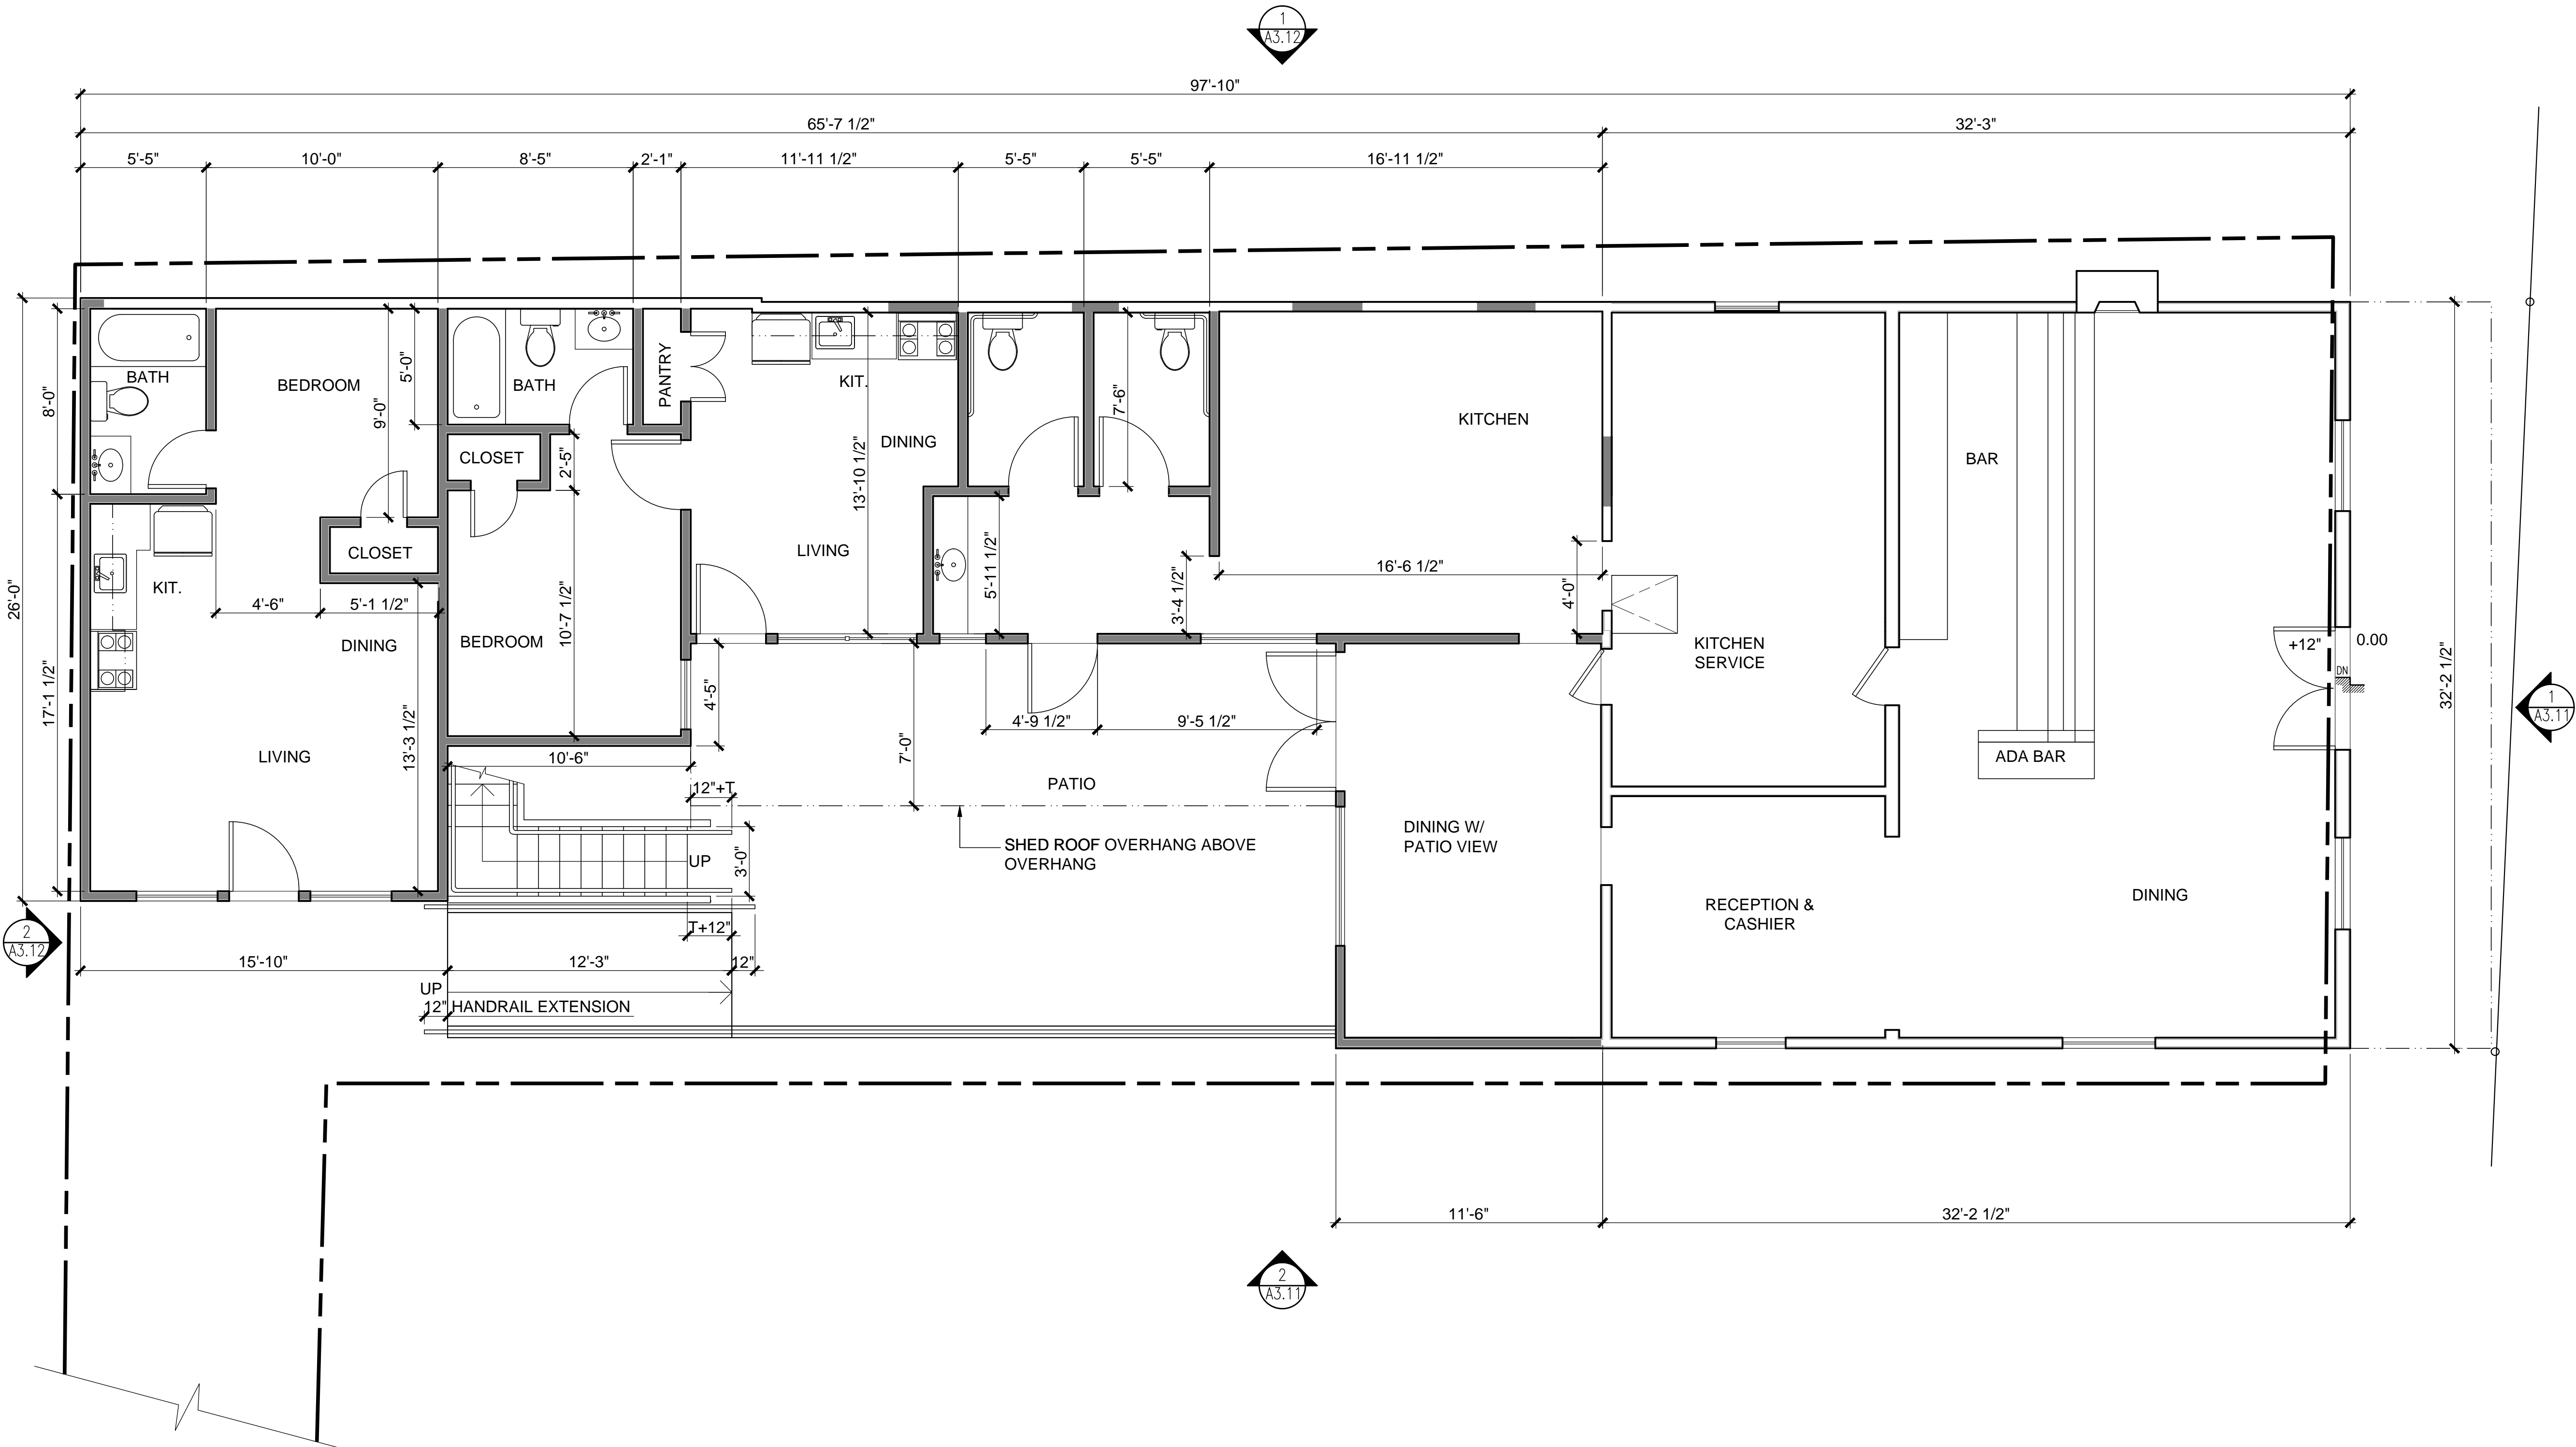 1
A3.12
97'-10"
65'-7 1/2"
32'-3"
5'-5"
10'-0"
8'-5"
2'-1"
11'-11 1/2"
5'-5"
5'-5"
16'-11 1/2"
BATH
BEDROOM
5'-0"
9'-0"
8'-0"
BATH
PANTRY
KIT.
DINING
7'-6"
KITCHEN
BAR
CLOSET
2'-5"
13'-10 1/2"
CLOSET
LIVING
5'-11 1/2"
3'-4 1/2"
16'-6 1/2"
4'-0"
26'-0"
KIT.
4'-6"
5'-1 1/2"
DINING
BEDROOM
10'-7 1/2"
KITCHEN
SERVICE
+12"
0.00
DN
32'-2 1/2"
1
A3.11
17'-1 1/2"
13'-3 1/2"
4'-5"
7'-0"
4'-9 1/2"
9'-5 1/2"
LIVING
10'-6"
12"+T
PATIO
ADA BAR
UP
3'-0"
SHED ROOF OVERHANG ABOVE
OVERHANG
DINING W/
PATIO VIEW
DINING
RECEPTION &
CASHIER
2
A3.12
T+12"
15'-10"
12'-3"
12"
UP
12" HANDRAIL EXTENSION
11'-6"
32'-2 1/2"
2
A3.11